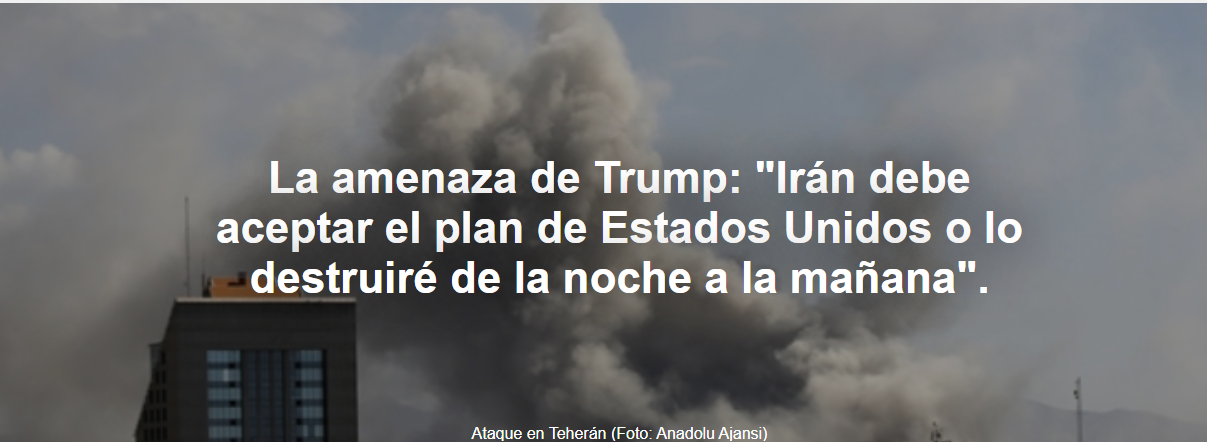 La amenaza de Trump: "Irán debe
aceptar el plan de Estados Unidos o lo
destruiré de la noche a la mañana".
Ataque en Teherán (Foto: Anadolu Ajansi)